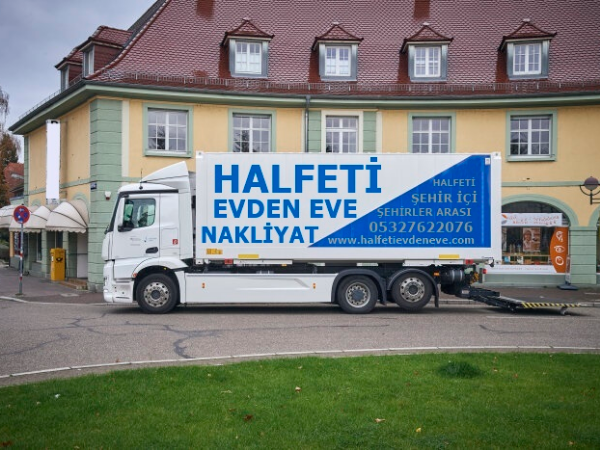 HALFETİ
EVDEN EVE
NAKLİYAT
HALFETİ
ŞEHİR İÇİ
ŞEHİRLER ARASI
05327622076
www.halfetievdeneve.com